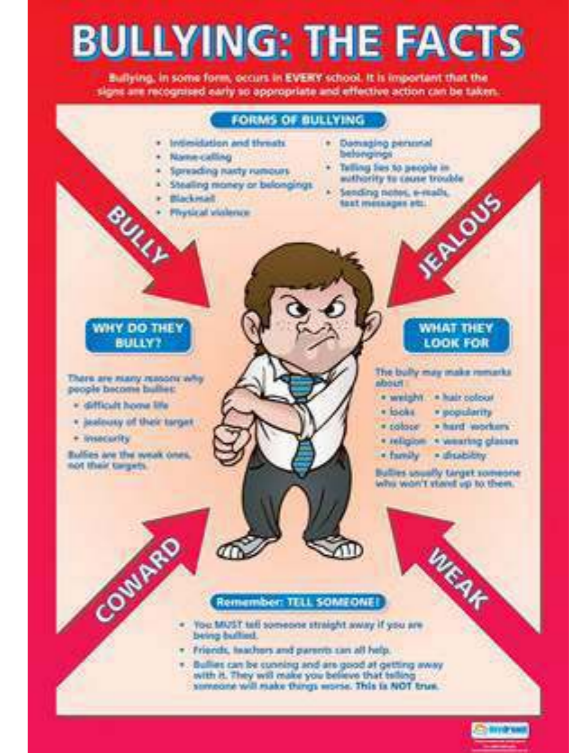 BULLYING: THE FACTS
Bullying, in some form, occurs in EVERY school. It is important that the
signs are recognised early so appropriate and effective action can be taken.
FORMS OF BULLYING
• Intimidation and threats
• Name-calling
• Spreading nasty rumours
• Stealing money or belongings
• Blackmail
• Physical violence
• Damaging personal
belongings
• Telling lies to people in
authority to cause trouble
• Sending notes, e-mails,
text messages etc.
BULLY
JEALOUS
WHY DO THEY
BULLY?
There are many reasons why
people become bullies:
• difficult home life
• jealousy of their target
• insecurity
Bullies are the weak ones,
not their targets.
WHAT THEY
LOOK FOR
The bully may make remarks
about
• weight
• looks
• colour
• religion
• family
• hair colour
• popularity
• hard workers
• wearing glasses
• disability
Bullies usually target someone
who won't stand up to them.
COWARD
WEAK
Remember: TELL SOMEONE!
• You MUST tell someone straight away if you are
being bullied.
• Friends, teachers and parents can all help.
• Bullies can be cunning and are good at getting away
with it. They will make you believe that telling
someone will make things worse. This is NOT true.